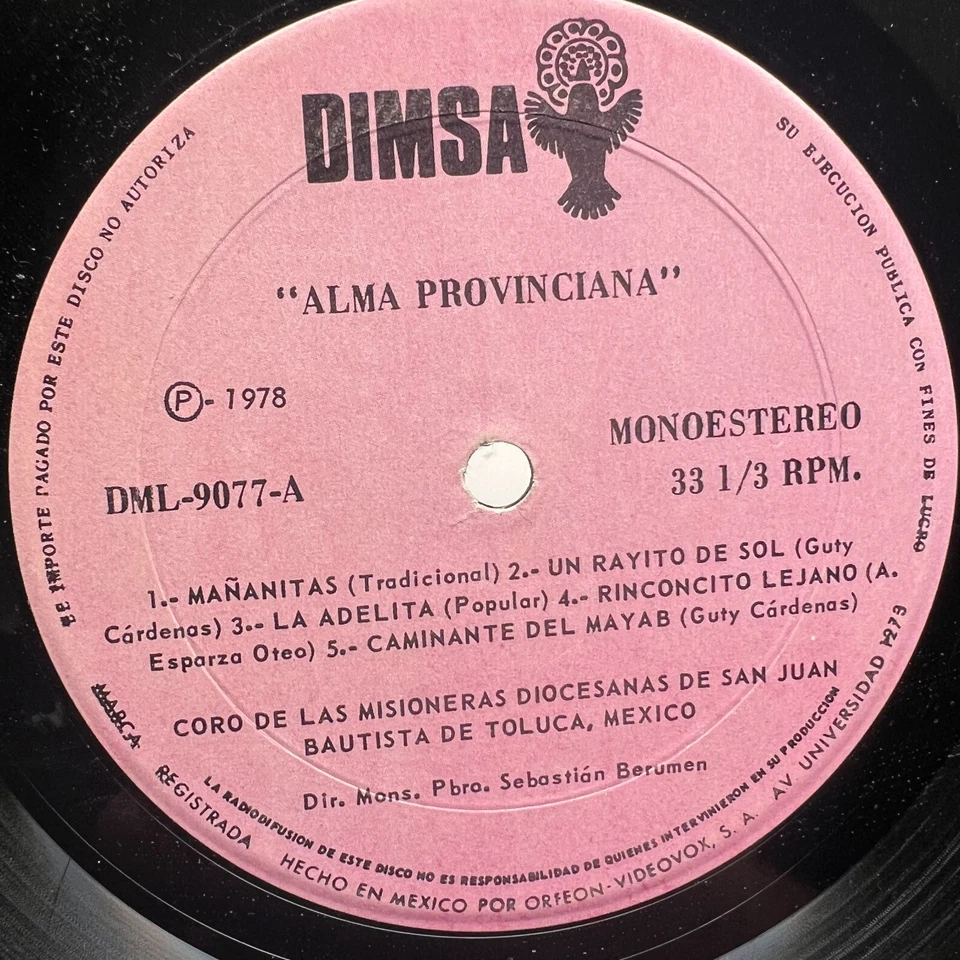 DIMSA
"ALMA PROVINCIANA"
Ⓟ- 1978
MONOESTEREO
DML-9077-A
33 1/3 RPM.
1.- MAÑANITAS (Tradicional) 2.- UN RAYITO DE SOL (Guty
Cárdenas) 3.- LA ADELITA (Popular) 4.- RINCONCITO LEJANO (A.
Esparza Oteo) 5.- CAMINANTE DEL MAYAB (Guty Cárdenas)
CORO DE LAS MISIONERAS DIOCESANAS DE SAN JUAN
BAUTISTA DE TOLUCA, MEXICO
Dir. Mons. Pbro. Sebastián Berumen
IMPORTE PAGADO POR ESTE DISCO NO AUTORIZA
SU EJECUCION PUBLICA CON FINES DE LUCRO
LA RADIODIFUSION DE ESTE DISCO NO ES RESPONSABILIDAD DE QUIENES INTERVINIERON EN SU PRODUCCION
MARCA REGISTRADA HECHO EN MEXICO POR ORFEON-VIDEOVOX, S. A. AV UNIVERSIDAD 1273